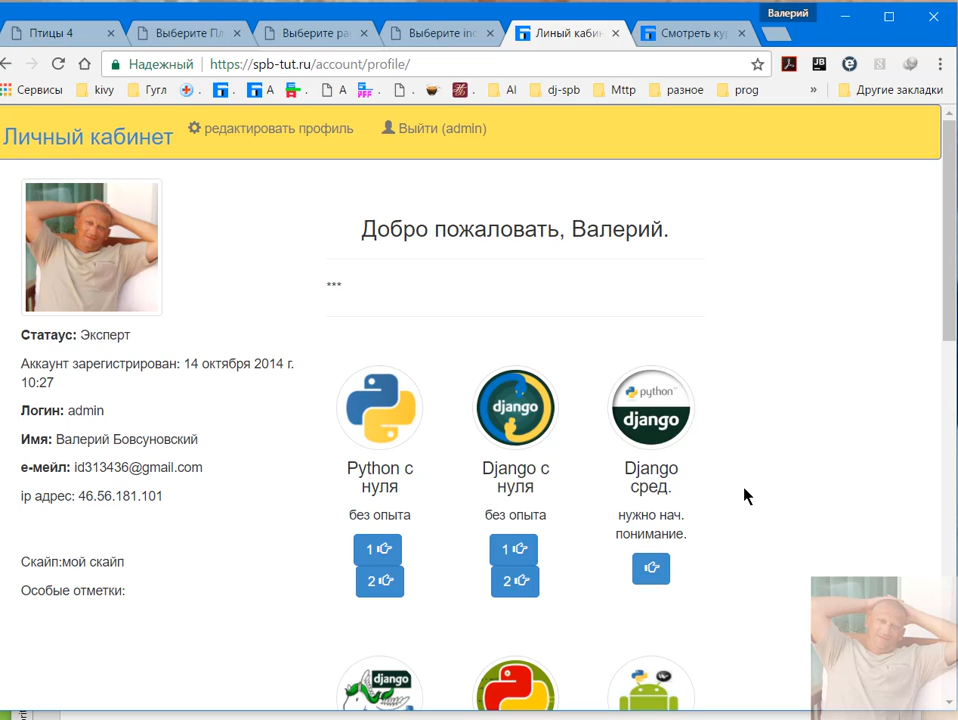 Валерий
Птицы 4
Выберите Пл
Выберите ра
Выберите inc
Линый кабин
Смотреть ку
Надежный
https://spb-tut.ru/account/profile/
Сервисы kivy Гугл . . A . A . . AI dj-spb Mttp разное prog » Другие закладки
Личный кабинет редактировать профиль Выйти (admin)
Добро пожаловать, Валерий.
***
Статаус: Эксперт
Аккаунт зарегистрирован: 14 октября 2014 г.
10:27
Логин: admin
Имя: Валерий Бовсуновский
е-мейл: id313436@gmail.com
ip адрес: 46.56.181.101
Скайп:мой скайп
Особые отметки:
django
python
django
Python с
нуля
без опыта
1
2
Django с
нуля
без опыта
1
2
Django
сред.
нужно нач.
понимание.
django